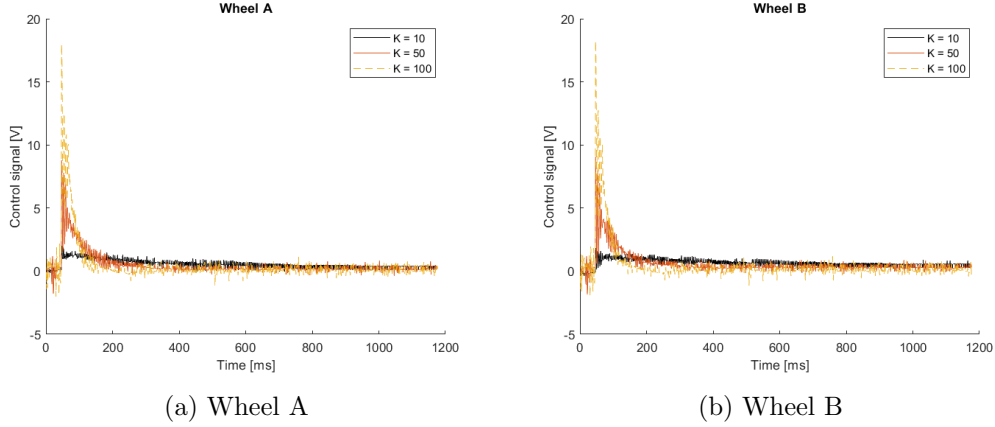 Wheel A
Control signal [V]
20
15
10
5
0
-5
0 200 400 600 800 1000 1200
Time [ms]
K = 10
K = 50
K = 100
(a) Wheel A
Wheel B
Control signal [V]
20
15
10
5
0
-5
0 200 400 600 800 1000 1200
Time [ms]
K = 10
K = 50
K = 100
(b) Wheel B